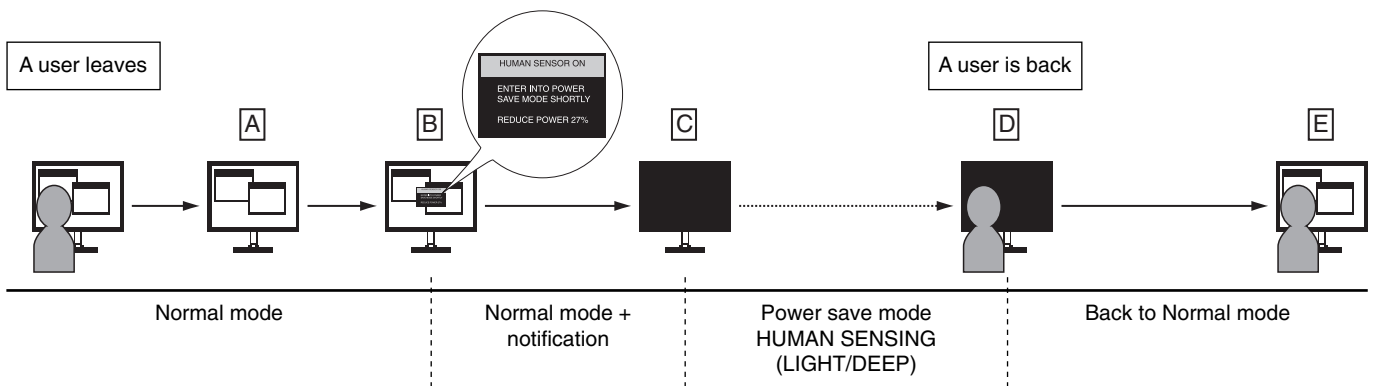 A user leaves
A user is back
HUMAN SENSOR ON
ENTER INTO POWER
SAVE MODE SHORTLY
REDUCE POWER 27%
A
B
C
D
E
Normal mode
Normal mode +
notification
Power save mode
HUMAN SENSING
(LIGHT/DEEP)
Back to Normal mode